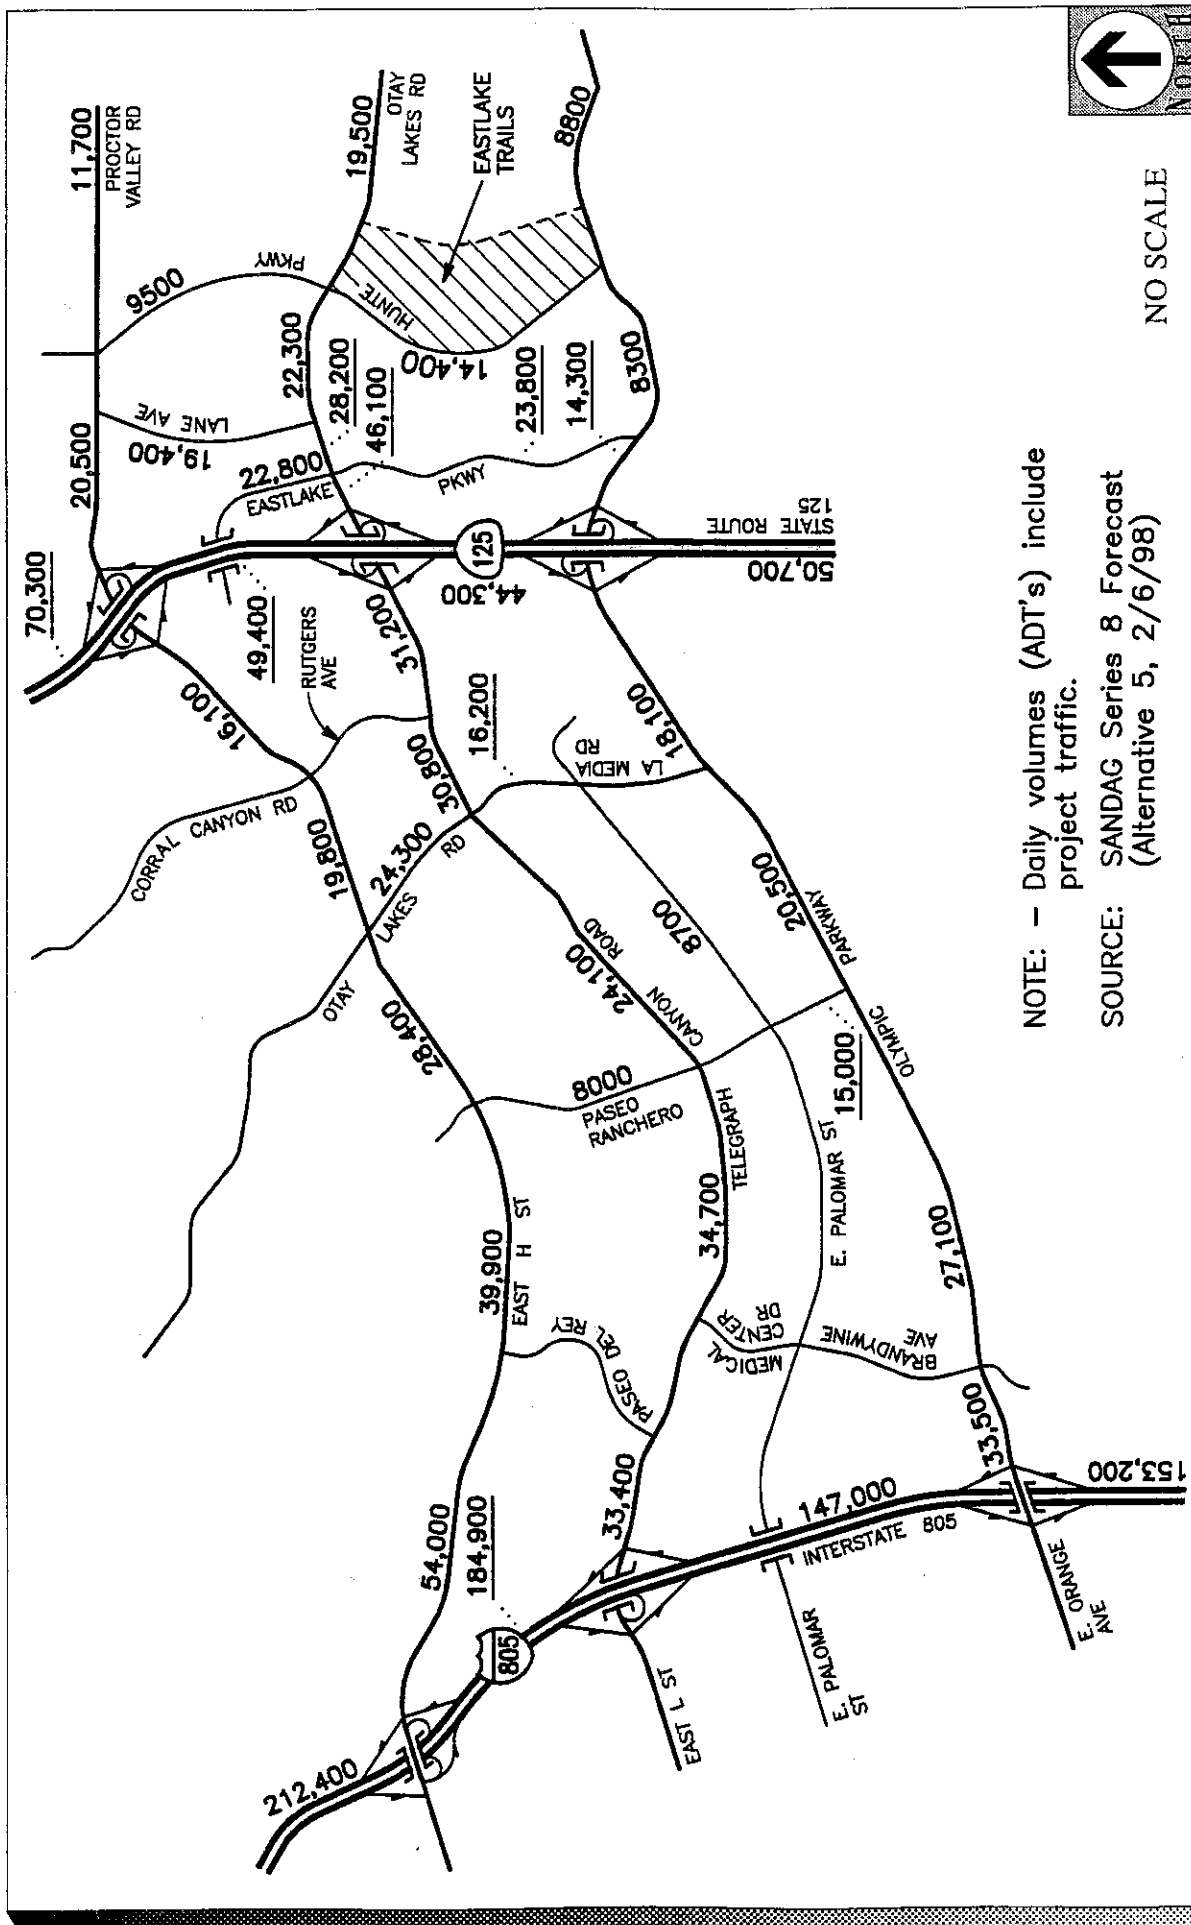 212,400
54,000
184,900
805
39,900
EAST H ST
28,400
19,800
16,100
70,300
20,500
11,700
PROCTOR
VALLEY RD
9500
HUNTE
PKWY
19,400
LANE AVE
22,800
EASTLAKE
PKWY
49,400
RUTGERS
AVE
CORRAL CANYON RD
OTAY
LAKES
RD
24,300
30,800
31,200
22,300
28,200
46,100
19,500
OTAY
LAKES RD
EASTLAKE
TRAILS
14,400
23,800
14,300
8300
8800
125
44,300
50,700
STATE ROUTE
125
16,200
LA MEDIA
RD
18,100
8700
24,100
CANYON
ROAD
TELEGRAPH
8000
PASEO
RANCHERO
34,700
PASEO DEL REY
33,400
EAST L ST
MEDICAL
CENTER
DR
BRANDYWINE
AVE
E. PALOMAR ST
E. PALOMAR
ST
147,000
INTERSTATE 805
15,000
20,500
OLYMPIC
PARKWAY
27,100
33,500
153,200
E. ORANGE
AVE
NOTE: - Daily volumes (ADT's) include
project traffic.
SOURCE: SANDAG Series 8 Forecast
(Alternative 5, 2/6/98)
NO SCALE
NORTH